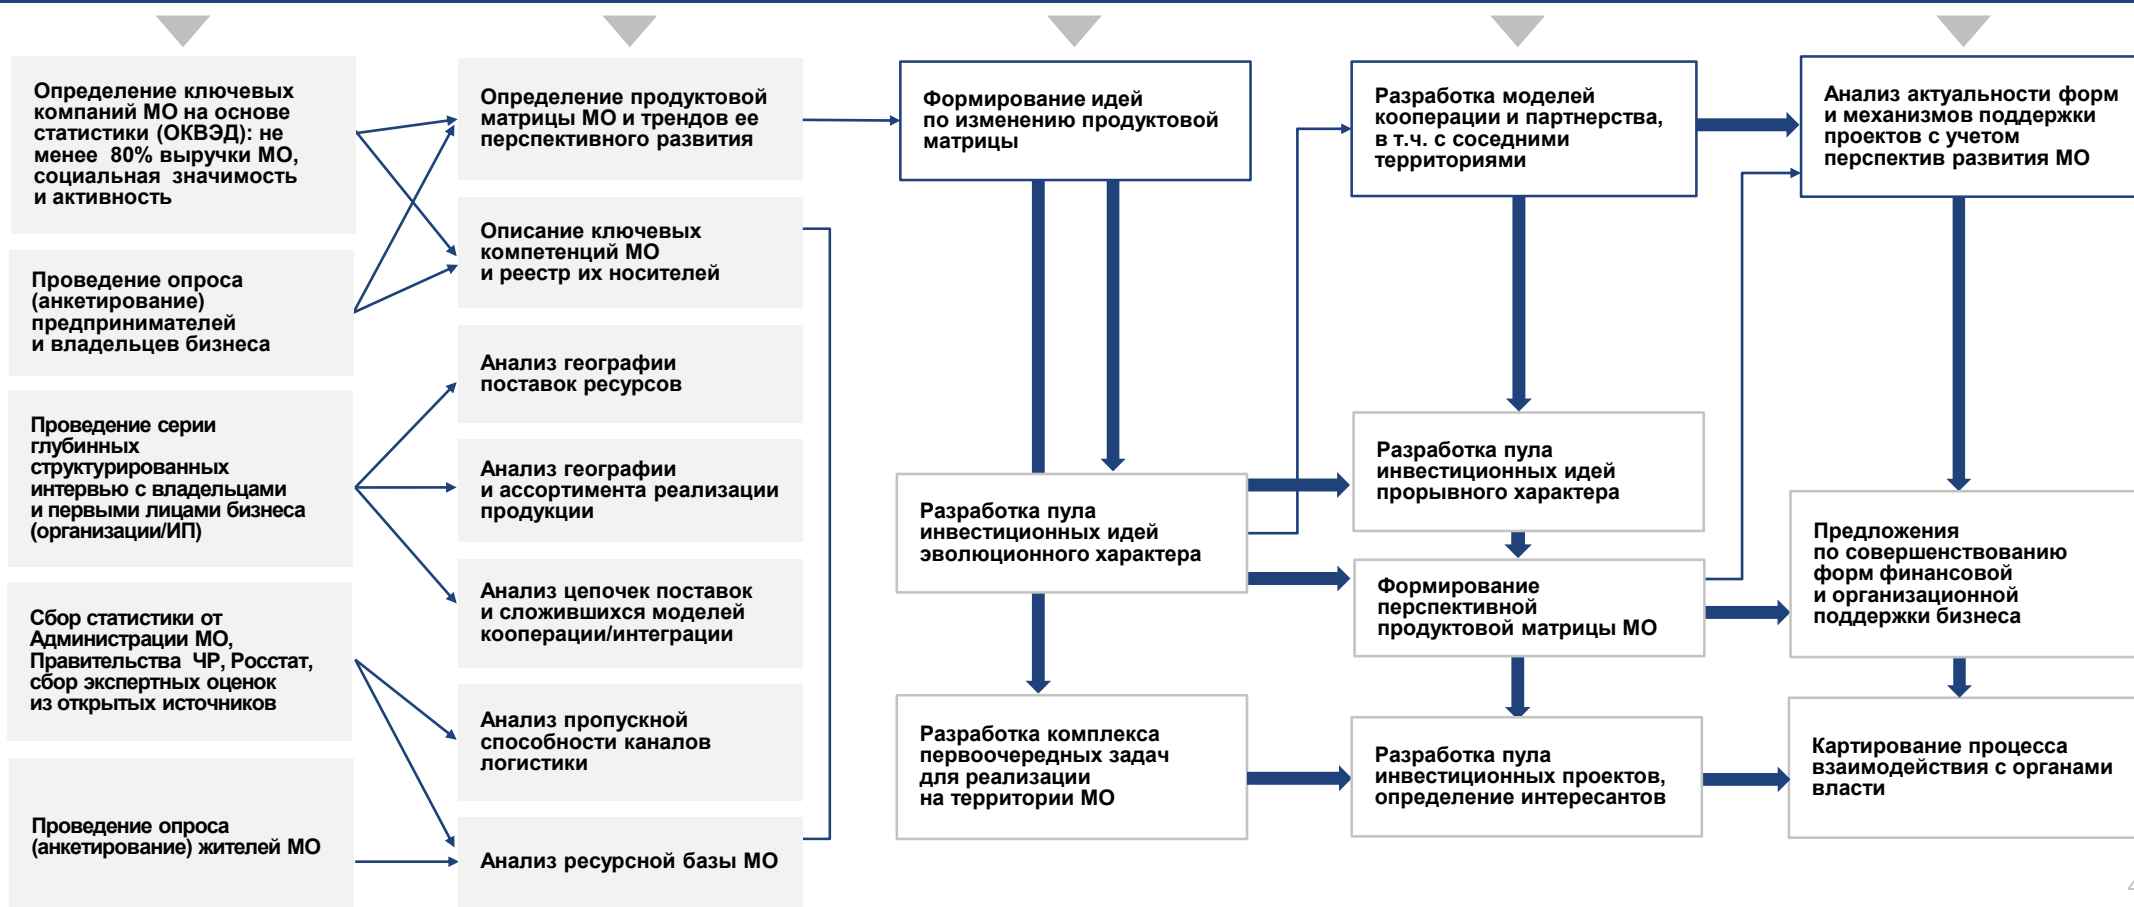 Определение ключевых
компаний МО на основе
статистики (ОКВЭД): не
менее 80% выручки МО,
социальная значимость
и активность
Проведение опроса
(анкетирование)
предпринимателей
и владельцев бизнеса
Проведение серии
глубинных
структурированных
интервью с владельцами
и первыми лицами бизнеса
(организации/ИП)
Сбор статистики от
Администрации МО,
Правительства ЧР, Росстат,
сбор экспертных оценок
из открытых источников
Проведение опроса
(анкетирование) жителей МО
Определение продуктовой
матрицы МО и трендов ее
перспективного развития
Описание ключевых
компетенций МО
и реестр их носителей
Анализ географии
поставок ресурсов
Анализ географии
и ассортимента реализации
продукции
Анализ цепочек поставок
и сложившихся моделей
кооперации/интеграции
Анализ пропускной
способности каналов
логистики
Анализ ресурсной базы МО
Формирование идей
по изменению продуктовой
матрицы
Разработка пула
инвестиционных идей
эволюционного характера
Разработка комплекса
первоочередных задач
для реализации
на территории МО
Разработка моделей
кооперации и партнерства,
в т.ч. с соседними
территориями
Разработка пула
инвестиционных идей
прорывного характера
Формирование
перспективной
продуктовой матрицы МО
Разработка пула
инвестиционных проектов,
определение интересантов
Анализ актуальности форм
и механизмов поддержки
проектов с учетом
перспектив развития МО
Предложения
по совершенствованию
форм финансовой
и организационной
поддержки бизнеса
Картирование процесса
взаимодействия с органами
власти